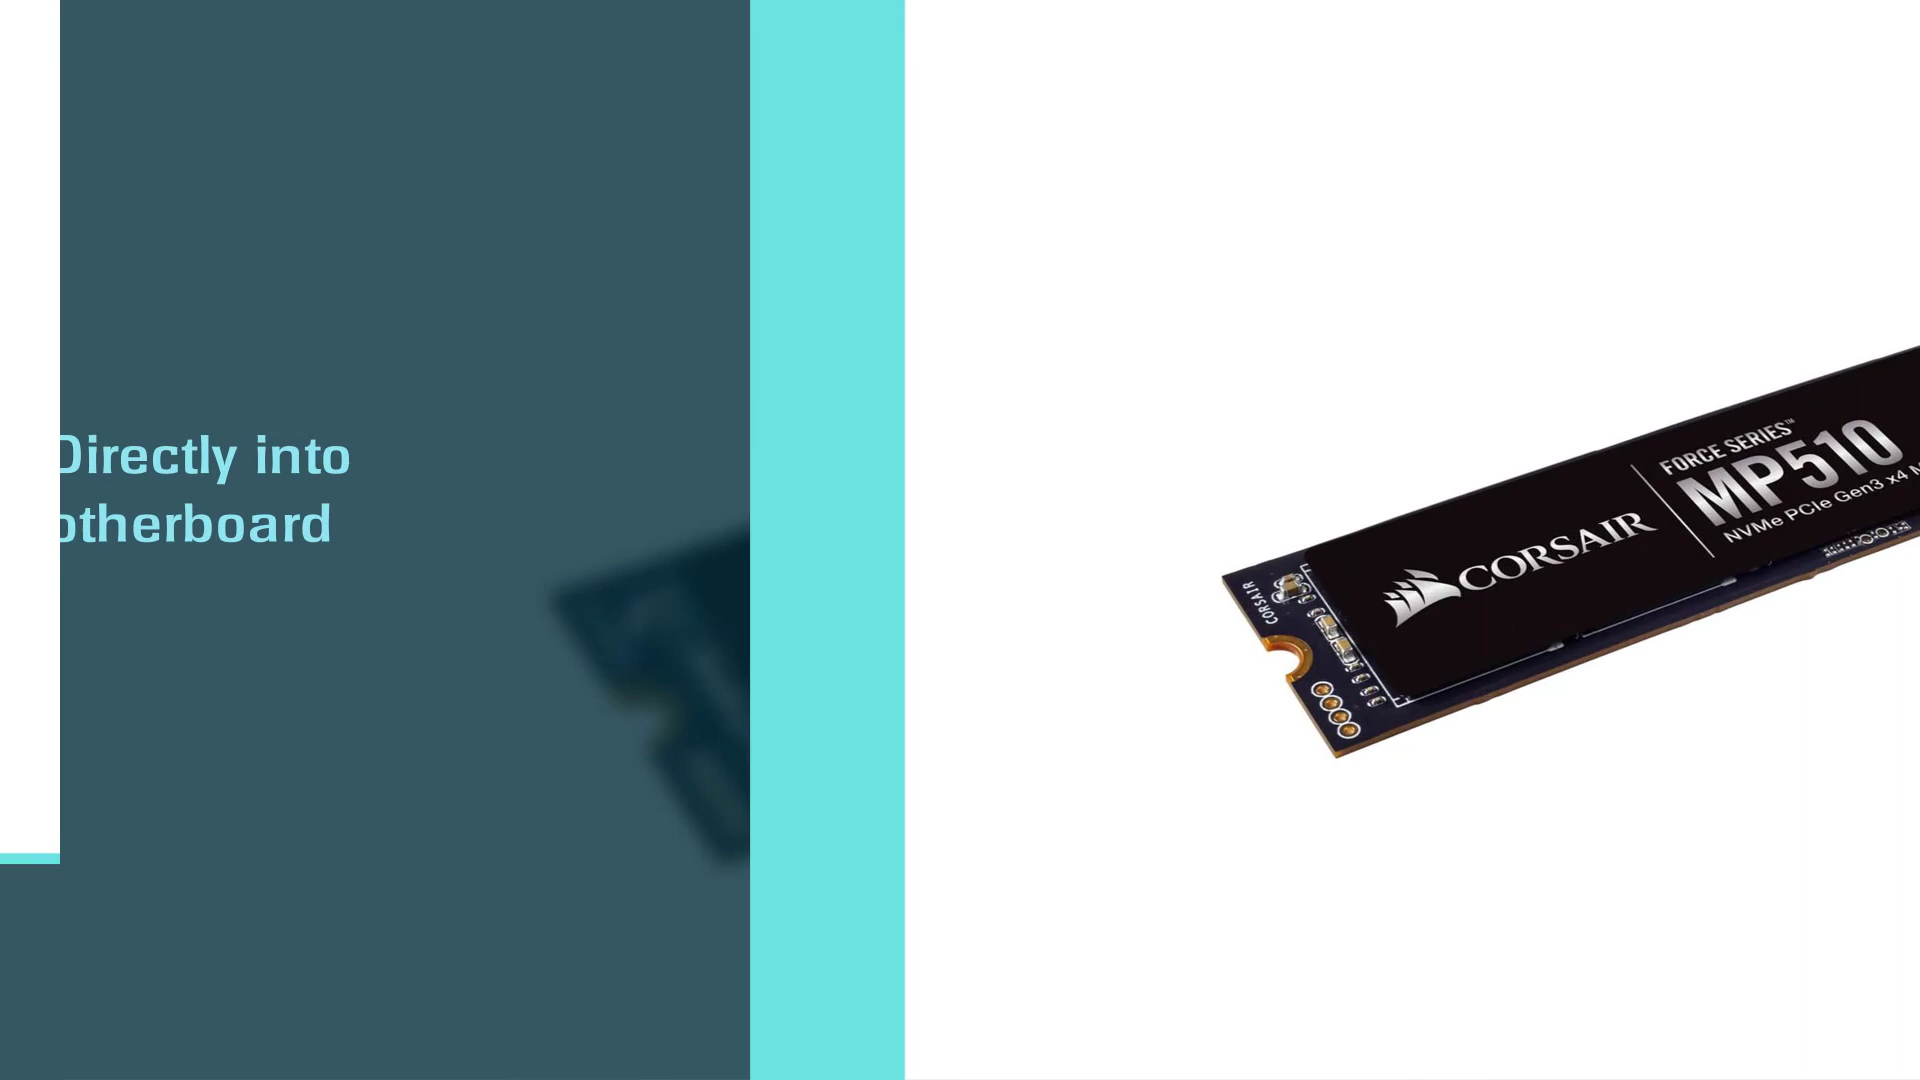 Directly into
otherboard
CORSAIR
CORSAIR
FORCE SERIES™
MP510
NVMe PCIe Gen3 x4